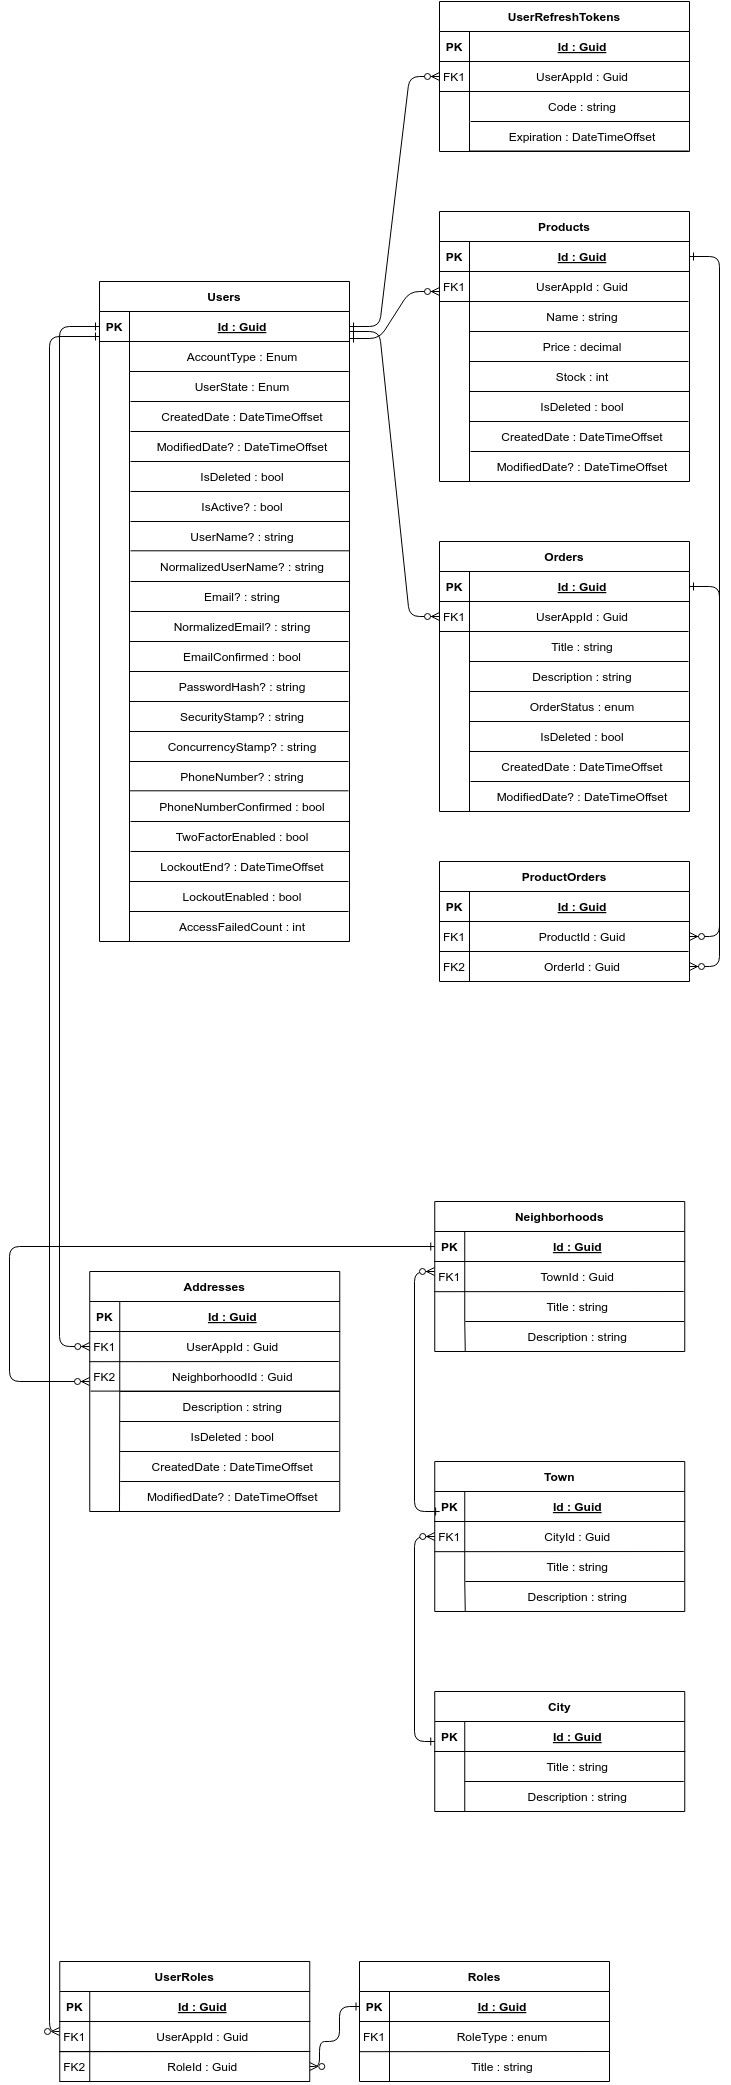 UserRefreshTokens
PK Id : Guid
FK1 UserAppId : Guid
Code : string
Expiration : DateTimeOffset
Products
PK Id : Guid
FK1 UserAppId : Guid
Name : string
Price : decimal
Stock : int
IsDeleted : bool
CreatedDate : DateTimeOffset
ModifiedDate? : DateTimeOffset
Users
PK Id : Guid
AccountType : Enum
UserState : Enum
CreatedDate : DateTimeOffset
ModifiedDate? : DateTimeOffset
IsDeleted : bool
IsActive? : bool
UserName? : string
NormalizedUserName? : string
Email? : string
NormalizedEmail? : string
EmailConfirmed : bool
PasswordHash? : string
SecurityStamp? : string
ConcurrencyStamp? : string
PhoneNumber? : string
PhoneNumberConfirmed : bool
TwoFactorEnabled : bool
LockoutEnd? : DateTimeOffset
LockoutEnabled : bool
AccessFailedCount : int
Orders
PK Id : Guid
FK1 UserAppId : Guid
Title : string
Description : string
OrderStatus : enum
IsDeleted : bool
CreatedDate : DateTimeOffset
ModifiedDate? : DateTimeOffset
ProductOrders
PK Id : Guid
FK1 ProductId : Guid
FK2 OrderId : Guid
Neighborhoods
PK Id : Guid
FK1 TownId : Guid
Title : string
Description : string
Addresses
PK Id : Guid
FK1 UserAppId : Guid
FK2 NeighborhoodId : Guid
Description : string
IsDeleted : bool
CreatedDate : DateTimeOffset
ModifiedDate? : DateTimeOffset
Town
PK Id : Guid
FK1 CityId : Guid
Title : string
Description : string
City
PK Id : Guid
Title : string
Description : string
UserRoles
PK Id : Guid
FK1 UserAppId : Guid
FK2 RoleId : Guid
Roles
PK Id : Guid
FK1 RoleType : enum
Title : string